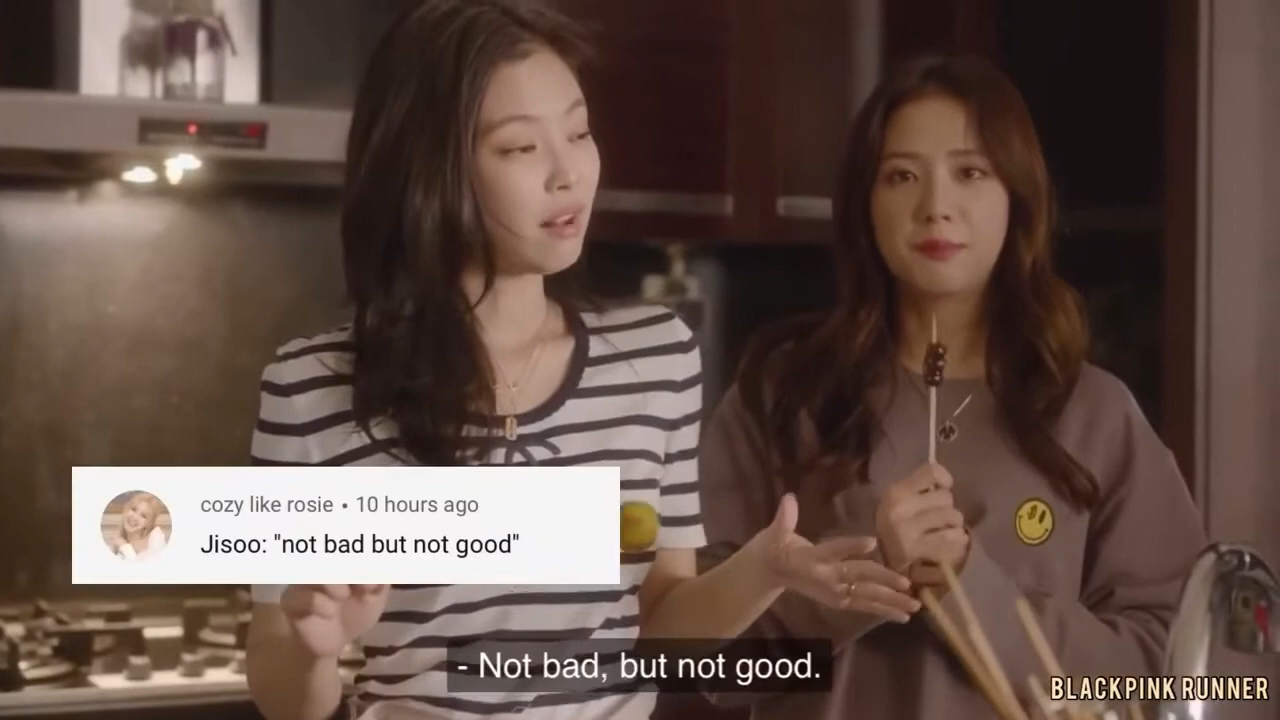 cozy like rosie • 10 hours ago
Jisoo: "not bad but not good"
- Not bad, but not good.
BLACKPINK RUNNER